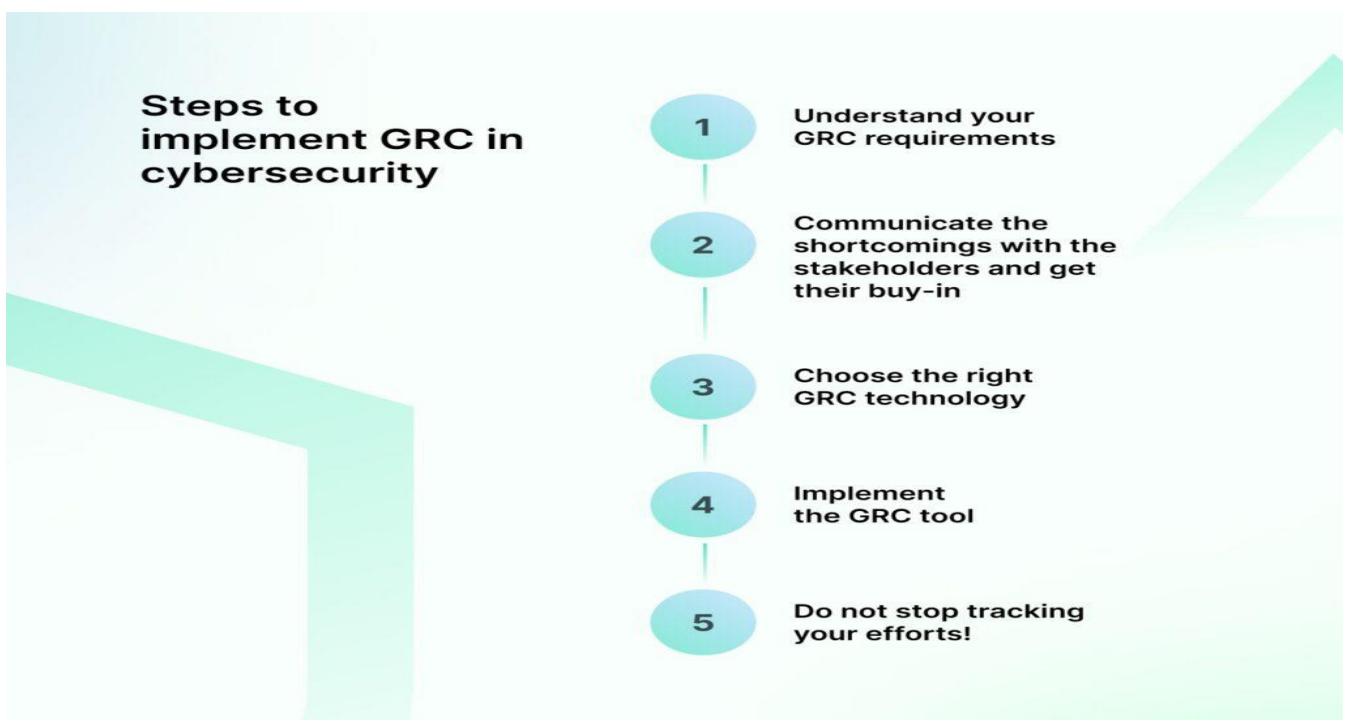 Steps to
implement GRC in
cybersecurity
1
Understand your
GRC requirements
2
Communicate the
shortcomings with the
stakeholders and get
their buy-in
3
Choose the right
GRC technology
4
Implement
the GRC tool
5
Do not stop tracking
your efforts!